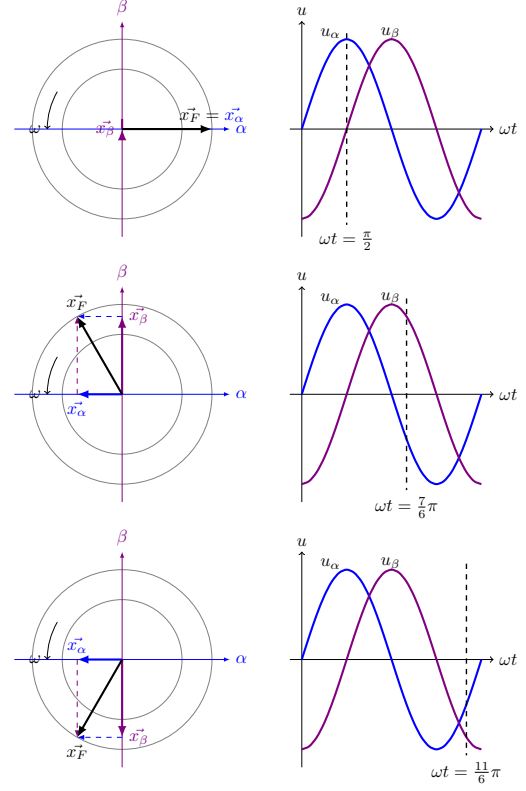 β
u
u_α
u_β
x⃗_F = x⃗_α
ω
x⃗_β
α
ωt
ωt = π/2
β
u
x⃗_F
x⃗_β
u_α
u_β
ω
α
ωt
x⃗_α
ωt = 7/6 π
β
u
u_α
u_β
ω
x⃗_α
α
ωt
x⃗_F
x⃗_β
ωt = 11/6 π